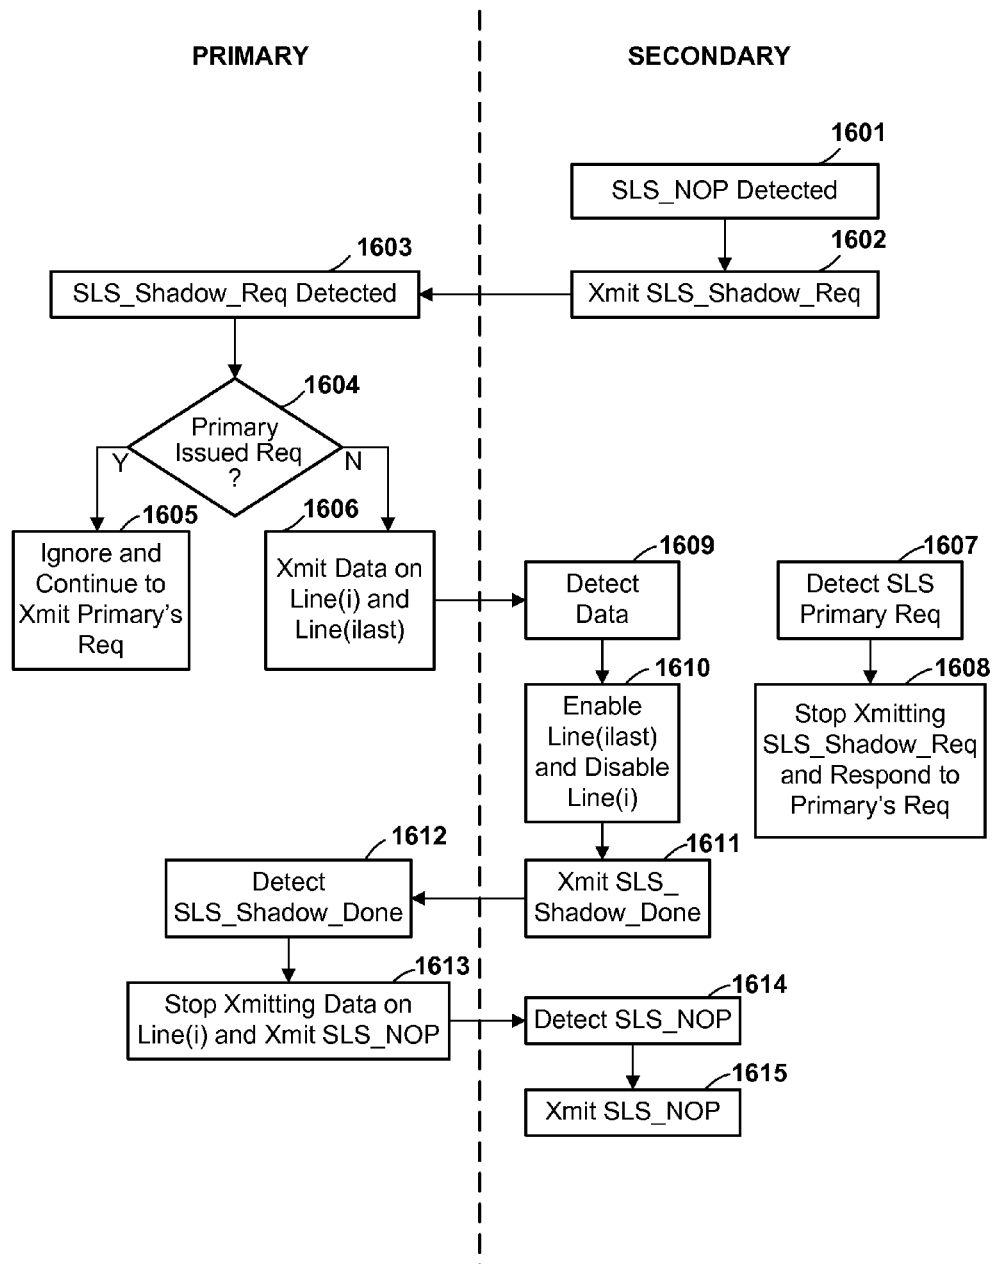 PRIMARY
SECONDARY
1601
SLS_NOP Detected
1602
Xmit SLS_Shadow_Req
1603
SLS_Shadow_Req Detected
1604
Primary
Issued Req
?
Y
N
1605
Ignore and
Continue to
Xmit Primary's
Req
1606
Xmit Data on
Line(i) and
Line(ilast)
1609
Detect
Data
1607
Detect SLS
Primary Req
1610
Enable
Line(ilast)
and Disable
Line(i)
1608
Stop Xmitting
SLS_Shadow_Req
and Respond to
Primary's Req
1611
Xmit SLS_
Shadow_Done
1612
Detect
SLS_Shadow_Done
1613
Stop Xmitting Data on
Line(i) and Xmit SLS_NOP
1614
Detect SLS_NOP
1615
Xmit SLS_NOP